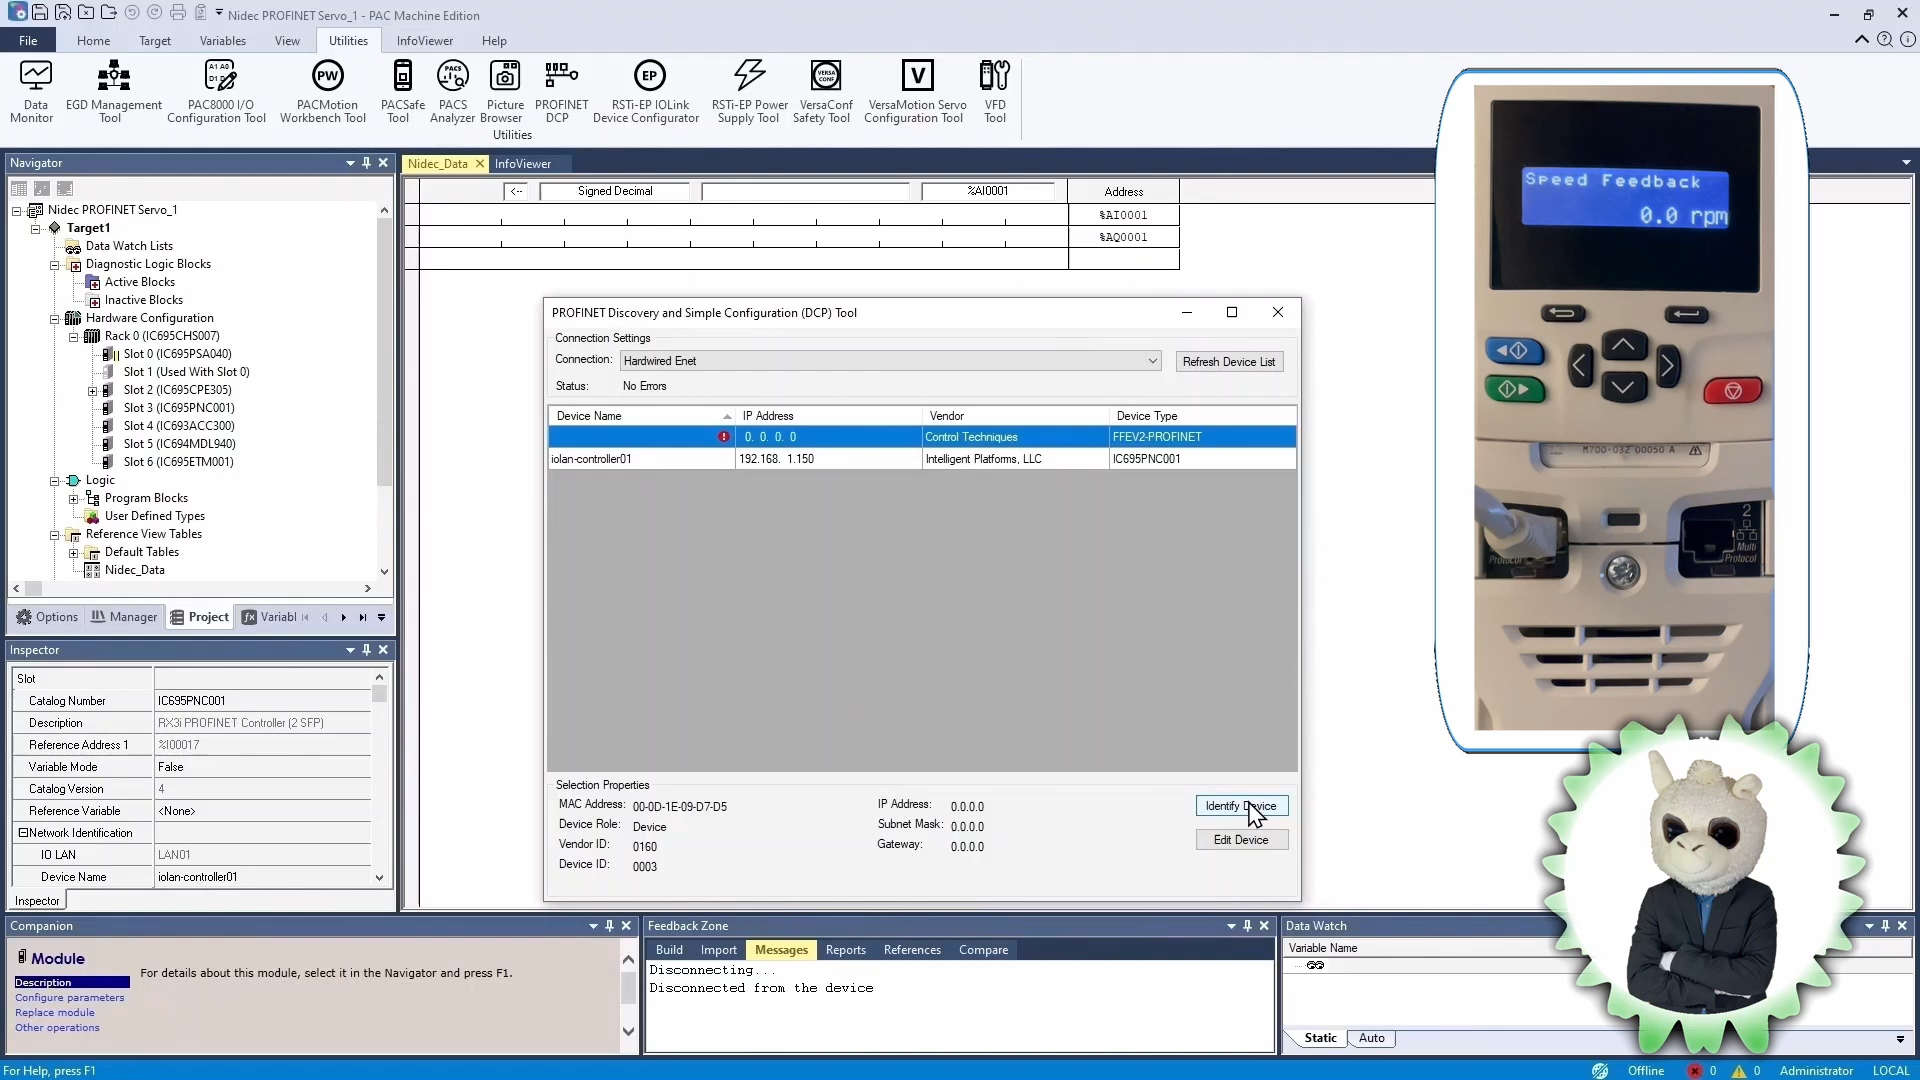 Nidec PROFINET Servo_1 - PAC Machine Edition
File
Home
Target
Variables
View
Utilities
InfoViewer
Help
Data Monitor
EGD Management Tool
PAC8000 I/O Configuration Tool
PACMotion Workbench Tool
PACSafe Tool
PACS Analyzer
Picture Browser
PROFINET DCP
RSTi-EP IOLink Device Configurator
RSTi-EP Power Supply Tool
VersaConf Safety Tool
VersaMotion Servo Configuration Tool
VFD Tool
Utilities
Navigator
Nidec PROFINET Servo_1
Target1
Data Watch Lists
Diagnostic Logic Blocks
Active Blocks
Inactive Blocks
Hardware Configuration
Rack 0 (IC695CHS007)
Slot 0 (IC695PSA040)
Slot 1 (Used With Slot 0)
Slot 2 (IC695CPE305)
Slot 3 (IC695PNC001)
Slot 4 (IC693ACC300)
Slot 5 (IC694MDL940)
Slot 6 (IC695ETM001)
Logic
Program Blocks
User Defined Types
Reference View Tables
Default Tables
Nidec_Data
Options
Manager
Project
Variabl
Inspector
Slot
Catalog Number IC695PNC001
Description RX3i PROFINET Controller (2 SFP)
Reference Address 1 %I00017
Variable Mode False
Catalog Version 4
Reference Variable <None>
Network Identification
IO LAN LAN01
Device Name iolan-controller01
Inspector
Nidec_Data
InfoViewer
<-- Signed Decimal %AI0001 Address
%AI0001
%AQ0001
PROFINET Discovery and Simple Configuration (DCP) Tool
Connection Settings
Connection: Hardwired Enet
Refresh Device List
Status: No Errors
Device Name IP Address Vendor Device Type
0. 0. 0. 0 Control Techniques FFEV2-PROFINET
iolan-controller01 192.168. 1.150 Intelligent Platforms, LLC IC695PNC001
Selection Properties
MAC Address: 00-0D-1E-09-D7-D5
Device Role: Device
Vendor ID: 0160
Device ID: 0003
IP Address: 0.0.0.0
Subnet Mask: 0.0.0.0
Gateway: 0.0.0.0
Identify Device
Edit Device
Speed Feedback
0.0 rpm
M700-032 00050 A
Protocol
2
Multi
Protocol
Companion
Module
Description
Configure parameters
Replace module
Other operations
For details about this module, select it in the Navigator and press F1.
Feedback Zone
Build
Import
Messages
Reports
References
Compare
Disconnecting...
Disconnected from the device
Data Watch
Variable Name
Static
Auto
For Help, press F1
Offline
0
0
Administrator
LOCAL